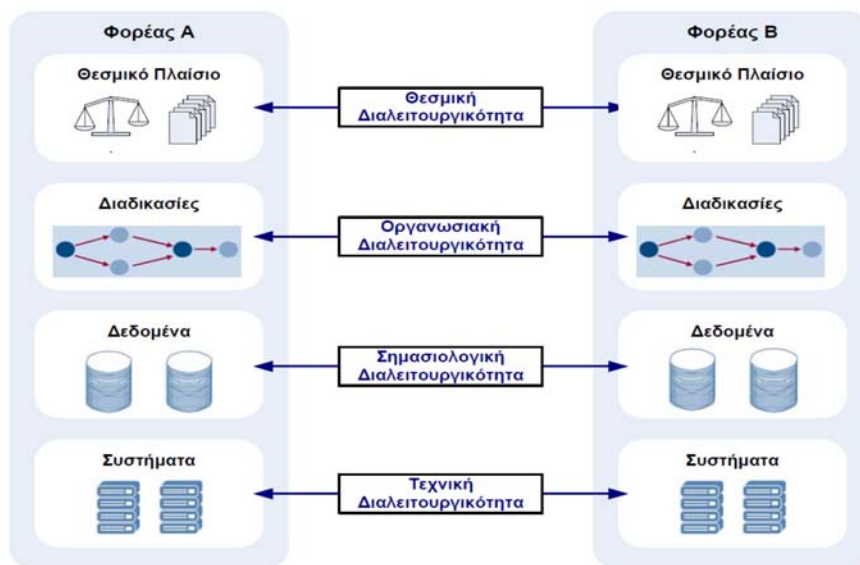 Φορέας Α
Φορέας Β
Θεσμικό Πλαίσιο
Θεσμική
Διαλειτουργικότητα
Θεσμικό Πλαίσιο
Διαδικασίες
Οργανωσιακή
Διαλειτουργικότητα
Διαδικασίες
Δεδομένα
Σημασιολογική
Διαλειτουργικότητα
Δεδομένα
Συστήματα
Τεχνική
Διαλειτουργικότητα
Συστήματα